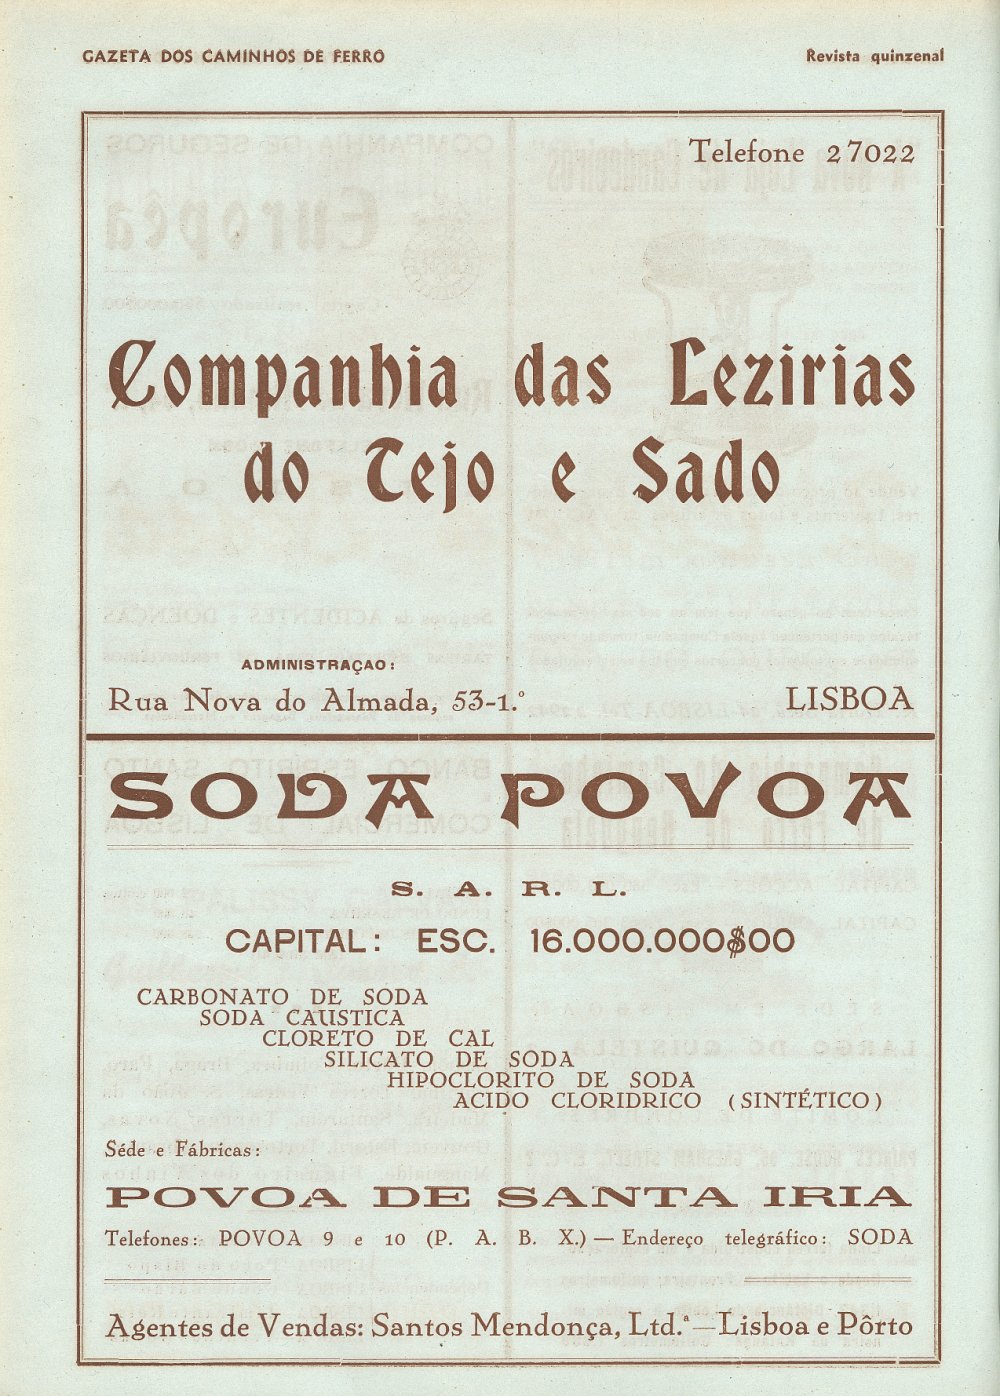 GAZETA DOS CAMINHOS DE FERRO Revista quinzenal
Telefone 27022
Companhia das Lezirias
do Tejo e Sado
ADMINISTRAÇAO:
Rua Nova do Almada, 53-1.º LISBOA
SODA POVOA
S. A. R. L.
CAPITAL: ESC. 16.000.000$00
CARBONATO DE SODA
SODA CAUSTICA
CLORETO DE CAL
SILICATO DE SODA
HIPOCLORITO DE SODA
ACIDO CLORIDRICO (SINTÉTICO)
Séde e Fábricas:
POVOA DE SANTA IRIA
Telefones: POVOA 9 e 10 (P. A. B. X.) — Endereço telegráfico: SODA
Agentes de Vendas: Santos Mendonça, Ltd.ª — Lisboa e Pôrto